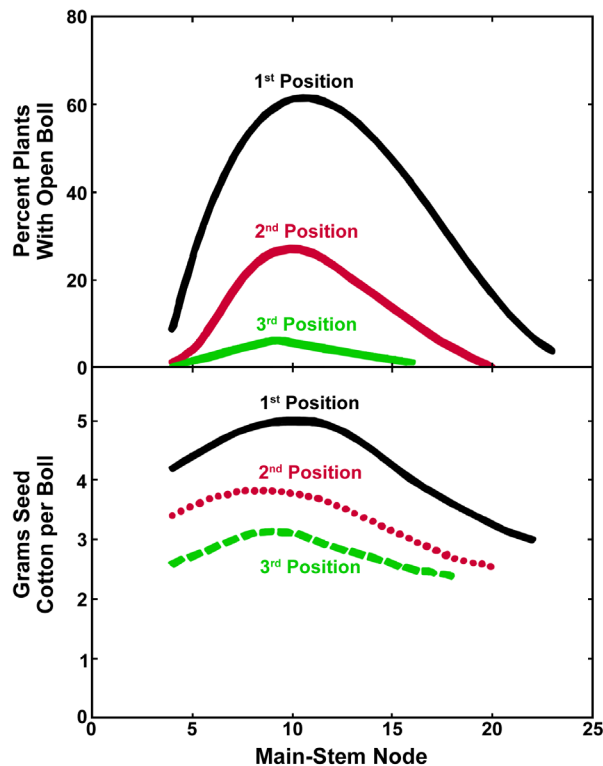 Percent Plants
With Open Boll
80
60
40
20
0
1st Position
2nd Position
3rd Position
Grams Seed
Cotton per Boll
5
4
3
2
1
0
1st Position
2nd Position
3rd Position
0 5 10 15 20 25
Main-Stem Node